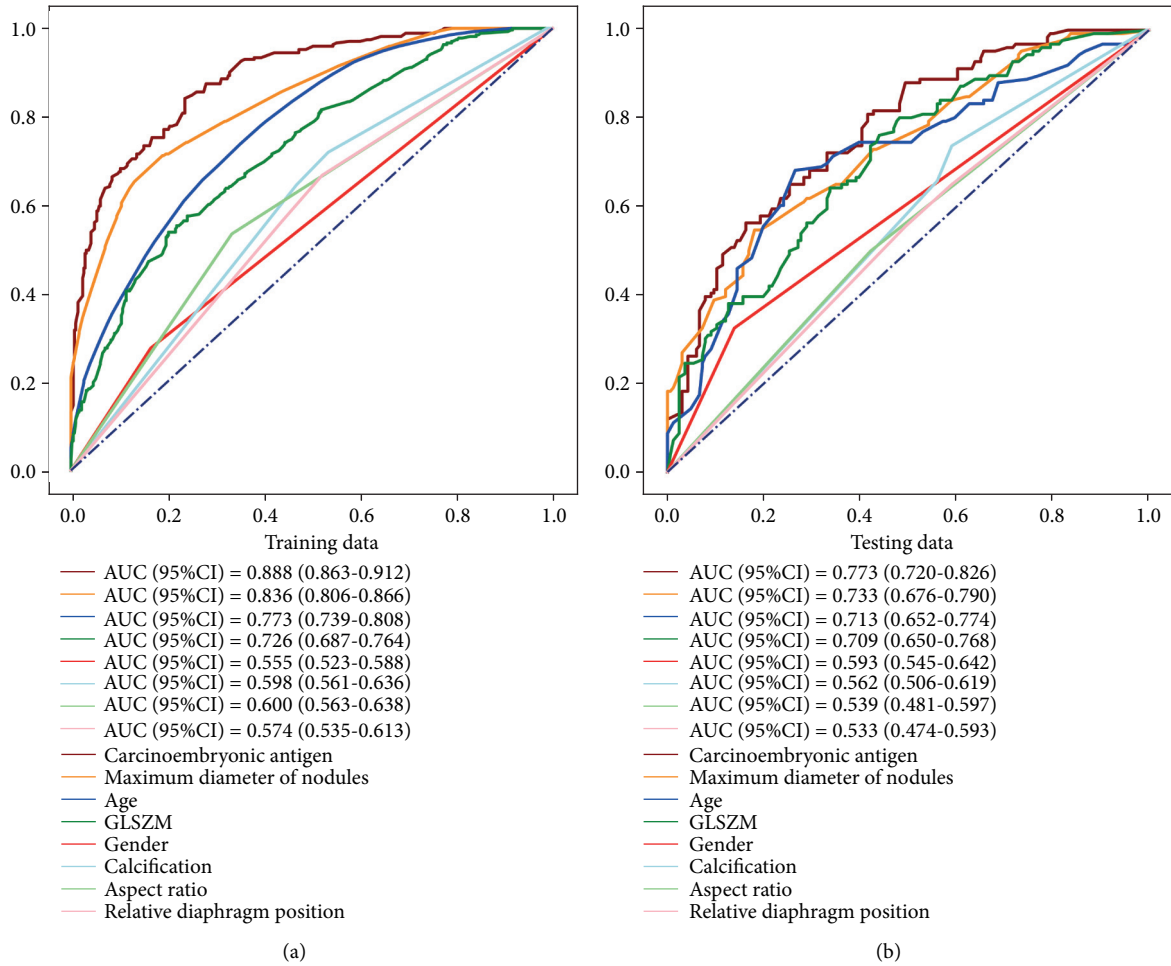 1.0
0.8
0.6
0.4
0.2
0.0
0.0 0.2 0.4 0.6 0.8 1.0
Training data
AUC (95%CI) = 0.888 (0.863-0.912)
AUC (95%CI) = 0.836 (0.806-0.866)
AUC (95%CI) = 0.773 (0.739-0.808)
AUC (95%CI) = 0.726 (0.687-0.764)
AUC (95%CI) = 0.555 (0.523-0.588)
AUC (95%CI) = 0.598 (0.561-0.636)
AUC (95%CI) = 0.600 (0.563-0.638)
AUC (95%CI) = 0.574 (0.535-0.613)
Carcinoembryonic antigen
Maximum diameter of nodules
Age
GLSZM
Gender
Calcification
Aspect ratio
Relative diaphragm position
(a)
1.0
0.8
0.6
0.4
0.2
0.0
0.0 0.2 0.4 0.6 0.8 1.0
Testing data
AUC (95%CI) = 0.773 (0.720-0.826)
AUC (95%CI) = 0.733 (0.676-0.790)
AUC (95%CI) = 0.713 (0.652-0.774)
AUC (95%CI) = 0.709 (0.650-0.768)
AUC (95%CI) = 0.593 (0.545-0.642)
AUC (95%CI) = 0.562 (0.506-0.619)
AUC (95%CI) = 0.539 (0.481-0.597)
AUC (95%CI) = 0.533 (0.474-0.593)
Carcinoembryonic antigen
Maximum diameter of nodules
Age
GLSZM
Gender
Calcification
Aspect ratio
Relative diaphragm position
(b)